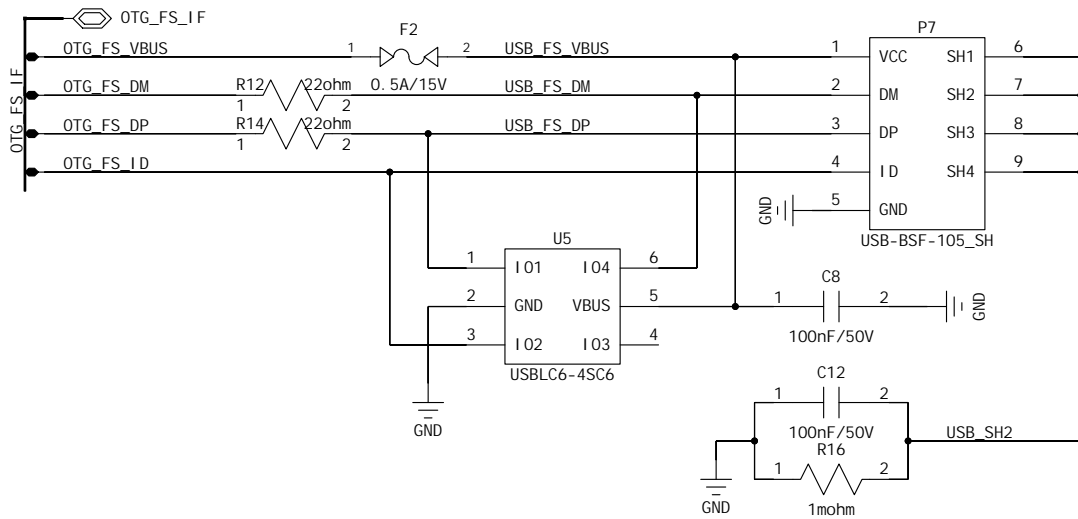 OTG_FS_IF
OTG_FS_IF
OTG_FS_VBUS
1
F2
2
0.5A/15V
USB_FS_VBUS
OTG_FS_DM
R12
22ohm
1
2
USB_FS_DM
OTG_FS_DP
R14
22ohm
1
2
USB_FS_DP
OTG_FS_ID
P7
1
VCC
SH1
6
2
DM
SH2
7
3
DP
SH3
8
4
ID
SH4
9
GND
5
GND
USB-BSF-105_SH
U5
1
IO1
IO4
6
2
GND
VBUS
5
3
IO2
IO3
4
USBLC6-4SC6
GND
C8
1
2
100nF/50V
GND
C12
1
2
100nF/50V
R16
1
2
1mohm
GND
USB_SH2